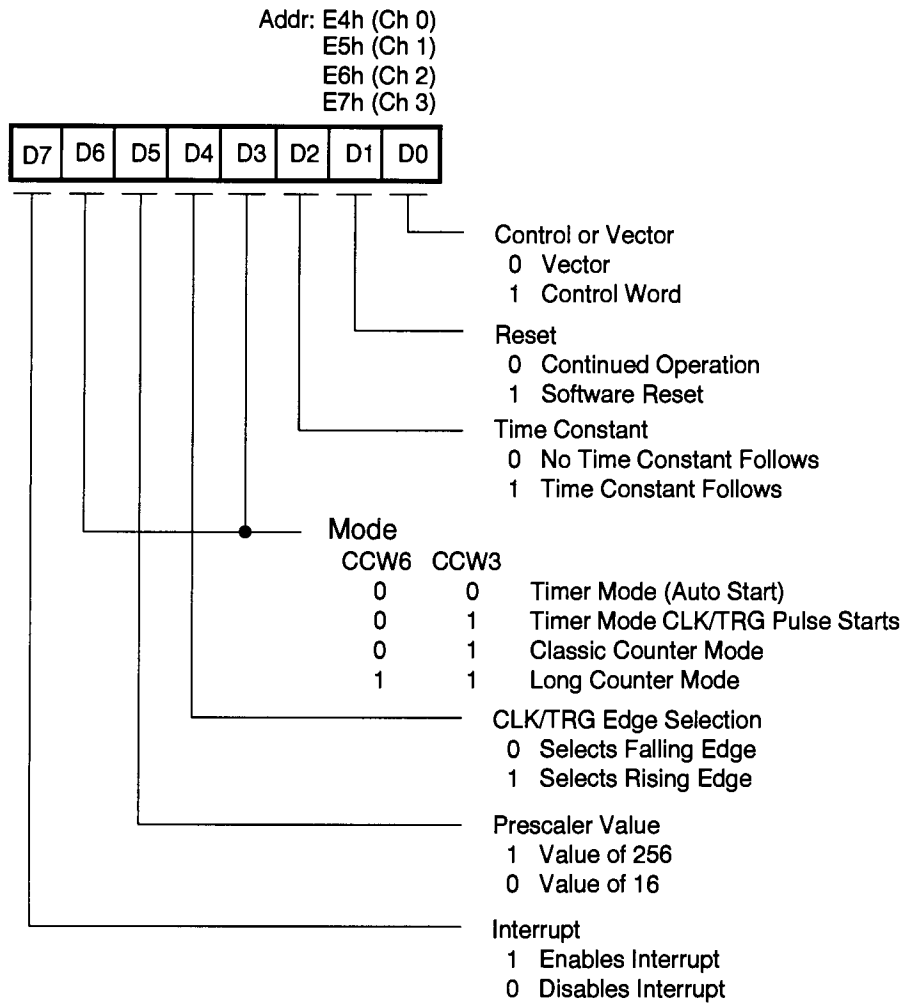 Addr: E4h (Ch 0)
E5h (Ch 1)
E6h (Ch 2)
E7h (Ch 3)
D7 D6 D5 D4 D3 D2 D1 D0
Control or Vector
0 Vector
1 Control Word
Reset
0 Continued Operation
1 Software Reset
Time Constant
0 No Time Constant Follows
1 Time Constant Follows
Mode
CCW6 CCW3
0 0 Timer Mode (Auto Start)
0 1 Timer Mode CLK/TRG Pulse Starts
0 1 Classic Counter Mode
1 1 Long Counter Mode
CLK/TRG Edge Selection
0 Selects Falling Edge
1 Selects Rising Edge
Prescaler Value
1 Value of 256
0 Value of 16
Interrupt
1 Enables Interrupt
0 Disables Interrupt